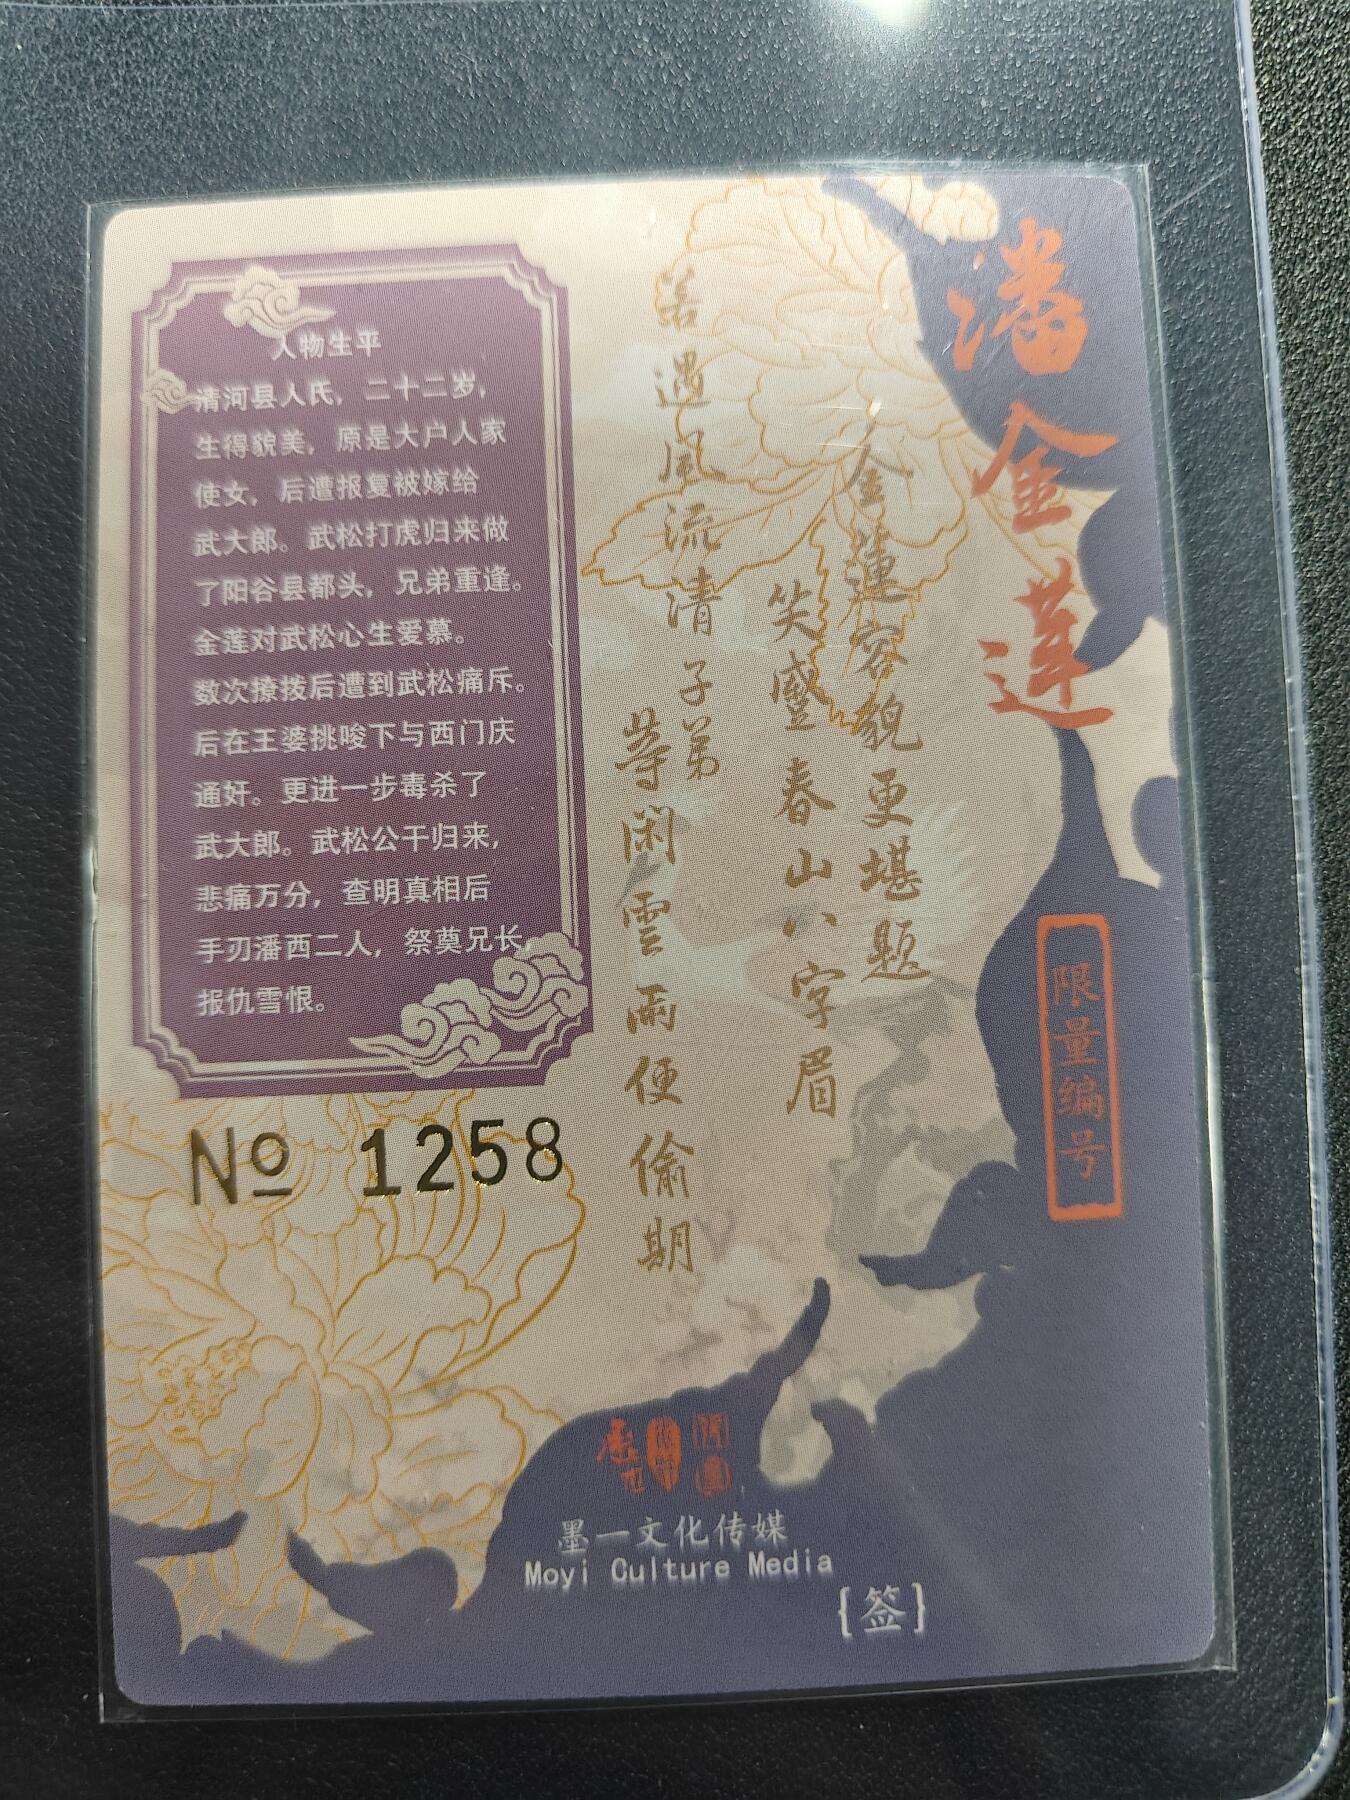 潘金莲
限量编号
金蓮容貌更堪题
笑蹙春山八字眉
若遇风流清子弟
等闲雲雨便偷期
人物生平
清河县人氏，二十二岁，
生得貌美，原是大户人家
使女，后遭报复被嫁给
武大郎。武松打虎归来做
了阳谷县都头，兄弟重逢。
金莲对武松心生爱慕。
数次撩拨后遭到武松痛斥。
后在王婆挑唆下与西门庆
通奸。更进一步毒杀了
武大郎。武松公干归来，
悲痛万分，查明真相后
手刃潘西二人，祭奠兄长，
报仇雪恨。
№ 1258
墨一文化传媒
Moyi Culture Media
{签}